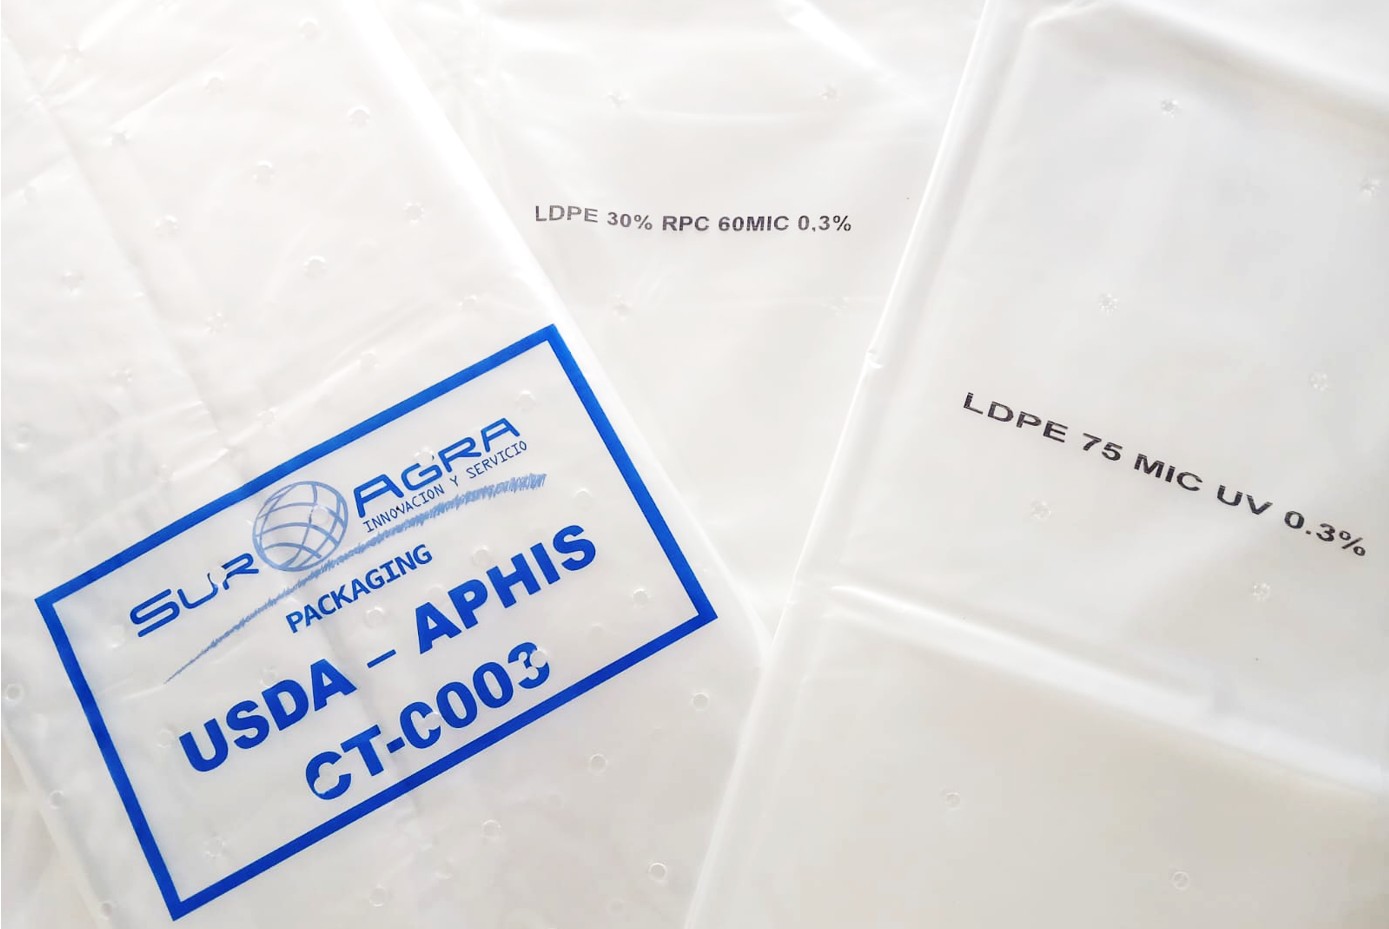 LDPE 30% RPC 60MIC 0,3%
LDPE 75 MIC UV 0.3%
SUR AGRA
INNOVACION Y SERVICIO
PACKAGING
USDA – APHIS
CT-C003